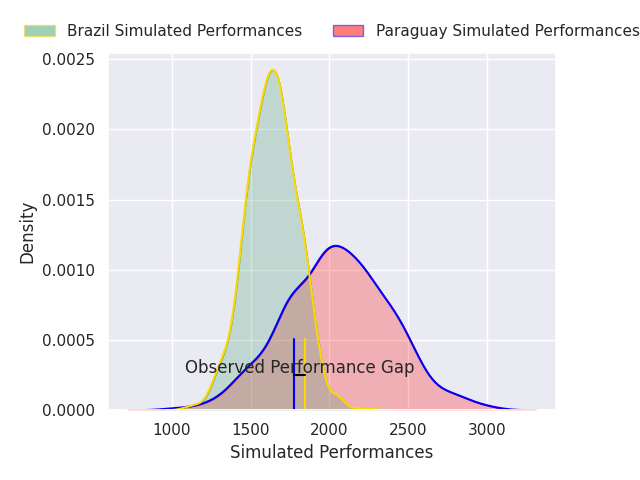 Brazil Simulated Performances
Paraguay Simulated Performances
0.0025
0.0020
0.0015
0.0010
0.0005
0.0000
Density
Observed Performance Gap
1000 1500 2000 2500 3000
Simulated Performances